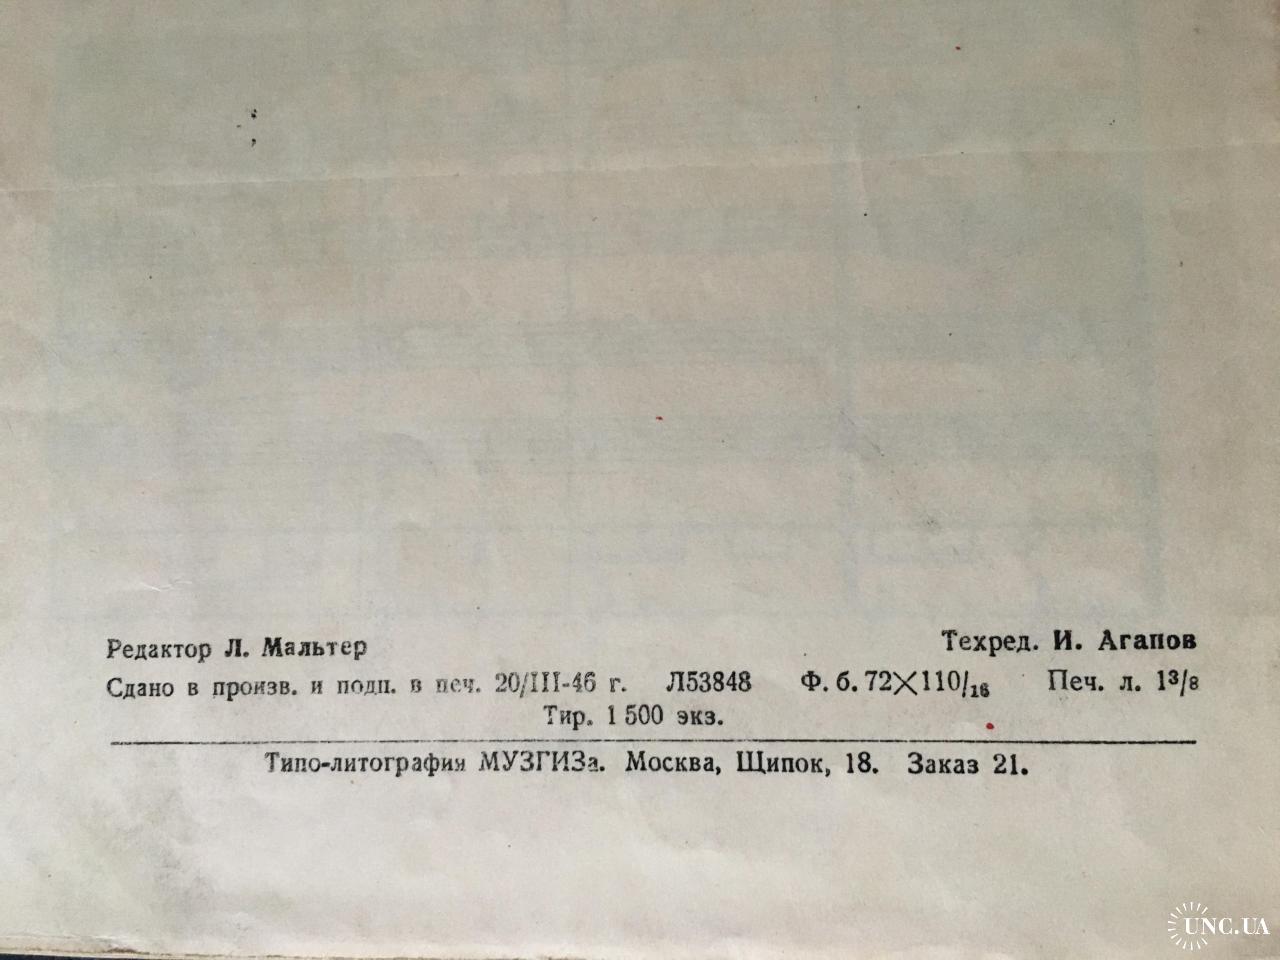 Редактор Л. Мальтер
Техред. И. Агапов
Сдано в произв. и подп. в печ. 20/III-46 г. Л53848 Ф. б. 72×110/₁₆ Печ. л. 1³/₈
Тир. 1 500 экз.
Типо-литография МУЗГИЗа. Москва, Щипок, 18. Заказ 21.
UNC.UA